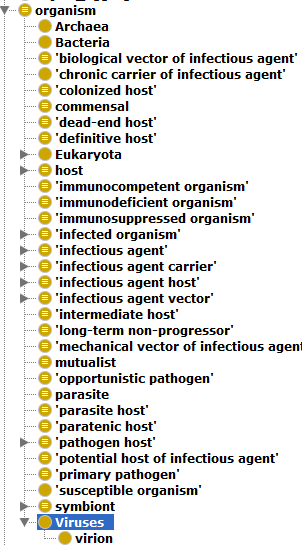 organism
Archaea
Bacteria
'biological vector of infectious agent'
'chronic carrier of infectious agent'
'colonized host'
commensal
'dead-end host'
'definitive host'
Eukaryota
host
'immunocompetent organism'
'immunodeficient organism'
'immunosuppressed organism'
'infected organism'
'infectious agent'
'infectious agent carrier'
'infectious agent host'
'infectious agent vector'
'intermediate host'
'long-term non-progressor'
'mechanical vector of infectious agent
mutualist
'opportunistic pathogen'
parasite
'parasite host'
'paratenic host'
'pathogen host'
'potential host of infectious agent'
'primary pathogen'
'susceptible organism'
symbiont
Viruses
virion